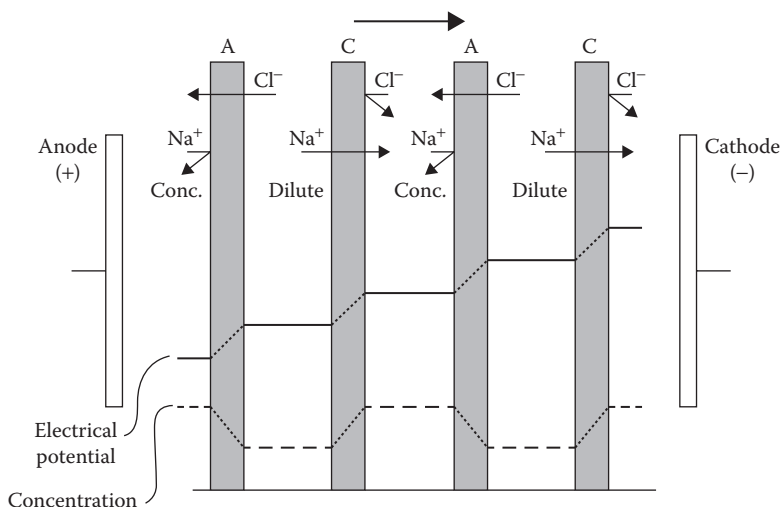 A C A C
Cl⁻ Cl⁻ Cl⁻ Cl⁻
Anode
(+)
Na⁺ Na⁺ Na⁺ Na⁺
Cathode
(−)
Conc. Dilute Conc. Dilute
Electrical
potential
Concentration